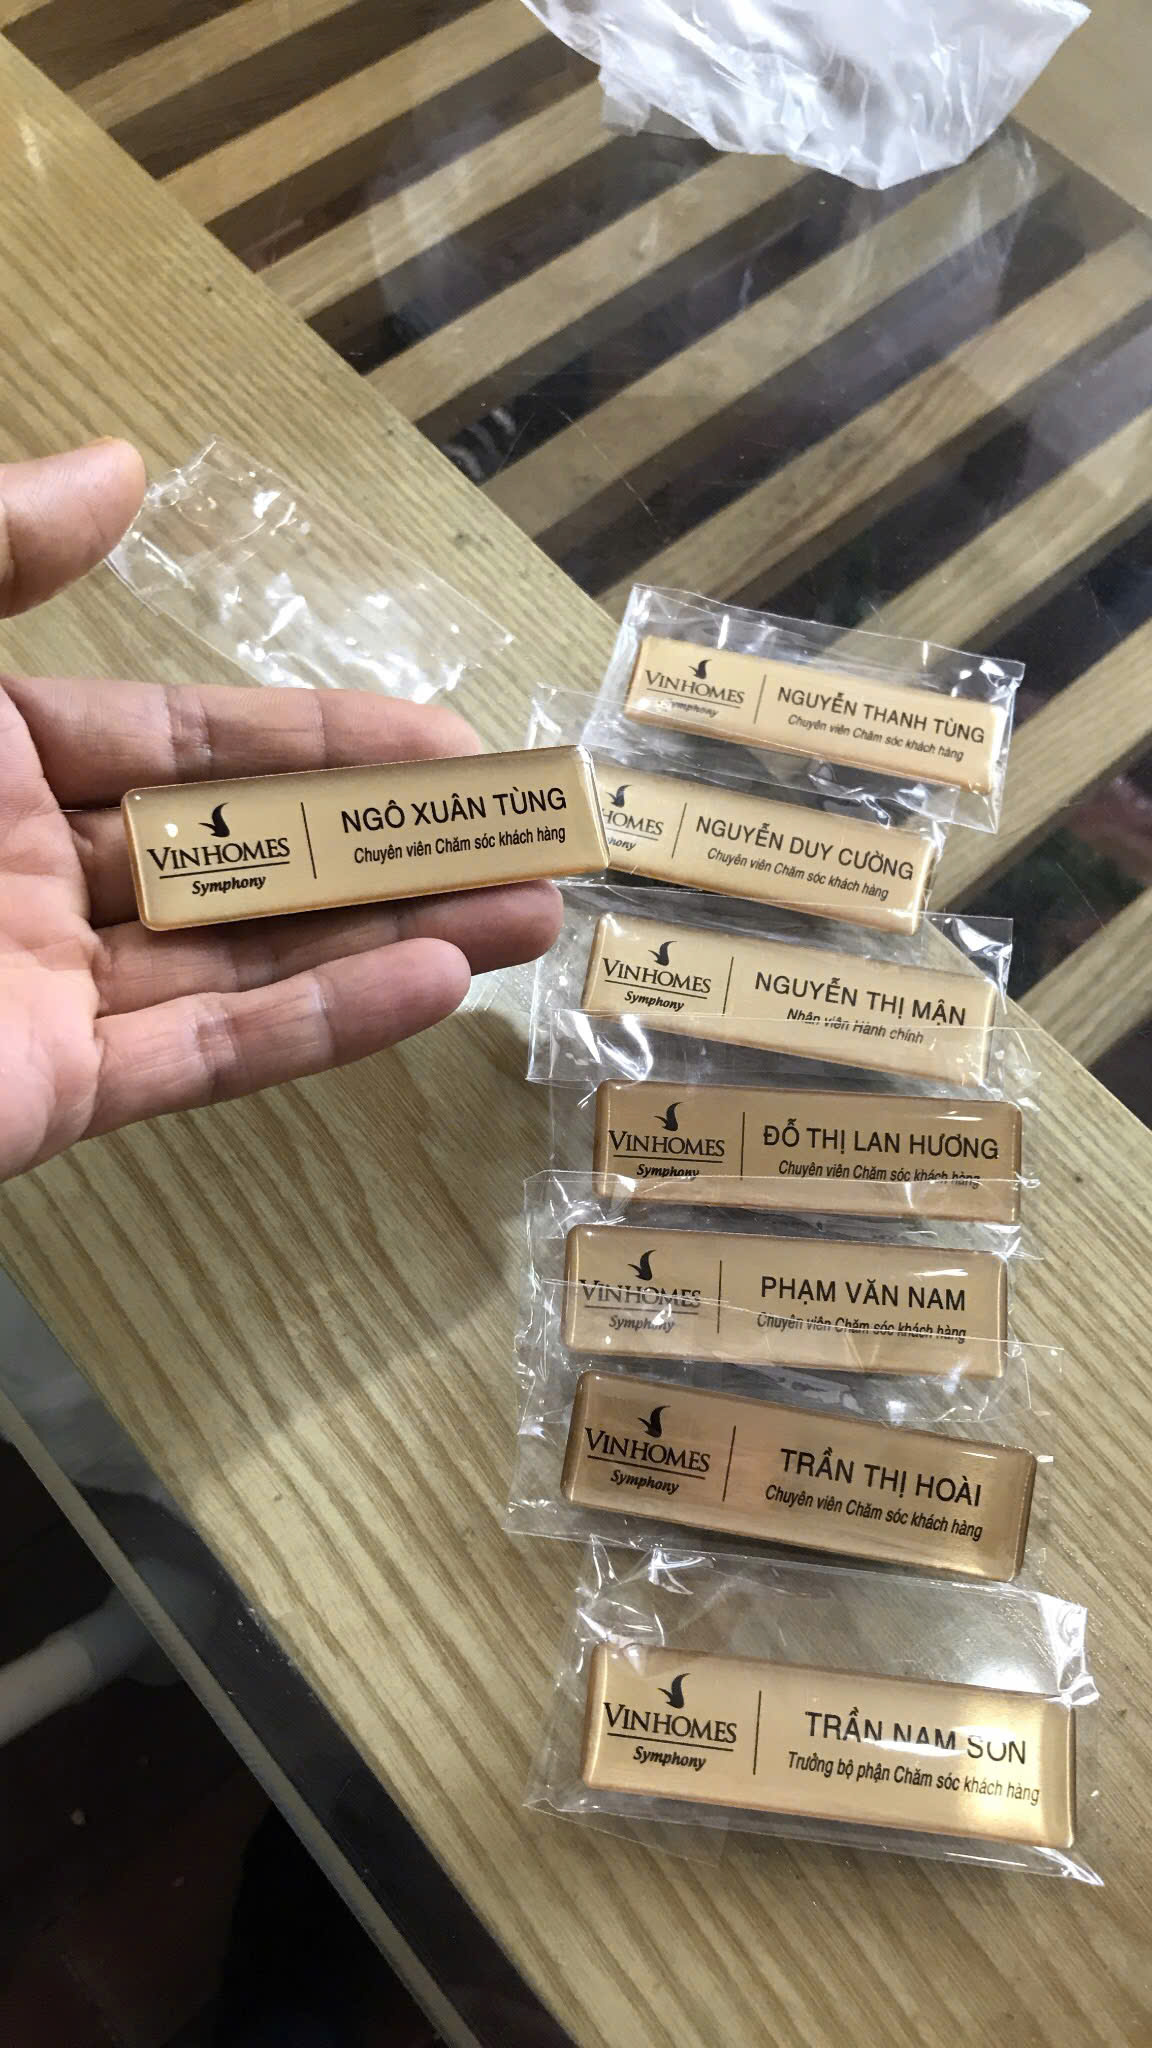 VINHOMES
Symphony
NGUYỄN THANH TÙNG
Chuyên viên Chăm sóc khách hàng
VINHOMES
Symphony
NGÔ XUÂN TÙNG
Chuyên viên Chăm sóc khách hàng
HOMES
hony
NGUYỄN DUY CƯỜNG
Chuyên viên Chăm sóc khách hàng
VINHOMES
Symphony
NGUYỄN THỊ MẬN
Nhân viên Hành chính
VINHOMES
Symphony
ĐỖ THỊ LAN HƯƠNG
Chuyên viên Chăm sóc khách hàng
VINHOMES
Symphony
PHẠM VĂN NAM
Chuyên viên Chăm sóc khách hàng
VINHOMES
Symphony
TRẦN THỊ HOÀI
Chuyên viên Chăm sóc khách hàng
VINHOMES
Symphony
TRẦN NAM SƠN
Trưởng bộ phận Chăm sóc khách hàng